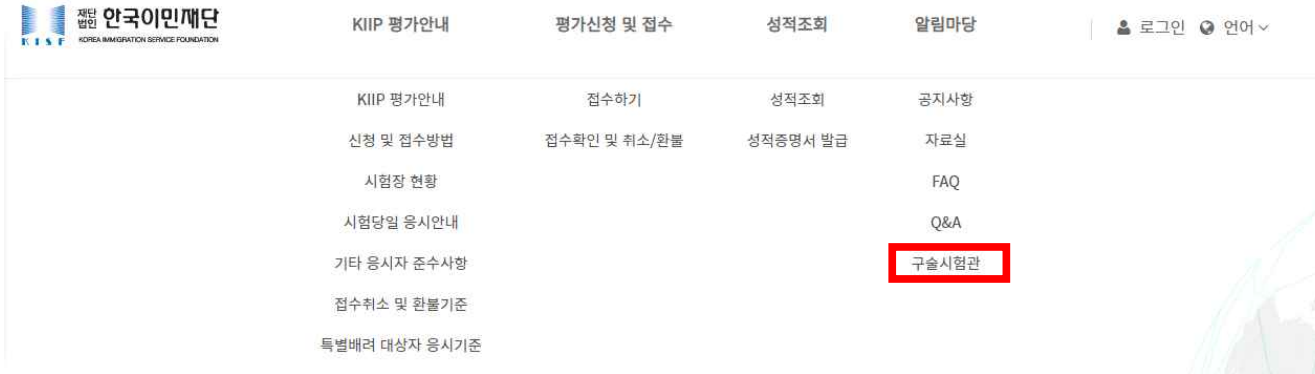 재단법인 한국이민재단
KISF KOREA IMMIGRATION SERVICE FOUNDATION
KIIP 평가안내 평가신청 및 접수 성적조회 알림마당 로그인 언어
KIIP 평가안내 접수하기 성적조회 공지사항
신청 및 접수방법 접수확인 및 취소/환불 성적증명서 발급 자료실
시험장 현황 FAQ
시험당일 응시안내 Q&A
기타 응시자 준수사항 구술시험관
접수취소 및 환불기준
특별배려 대상자 응시기준